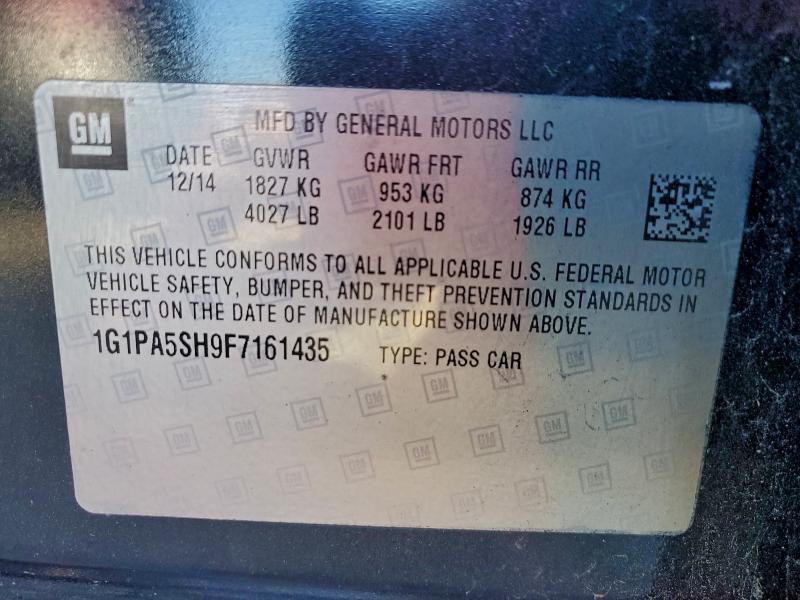 GM
MFD BY GENERAL MOTORS LLC
DATE GVWR GAWR FRT GAWR RR
12/14 1827 KG 953 KG 874 KG
4027 LB 2101 LB 1926 LB
THIS VEHICLE CONFORMS TO ALL APPLICABLE U.S. FEDERAL MOTOR
VEHICLE SAFETY, BUMPER, AND THEFT PREVENTION STANDARDS IN
EFFECT ON THE DATE OF MANUFACTURE SHOWN ABOVE.
1G1PA5SH9F7161435 TYPE: PASS CAR